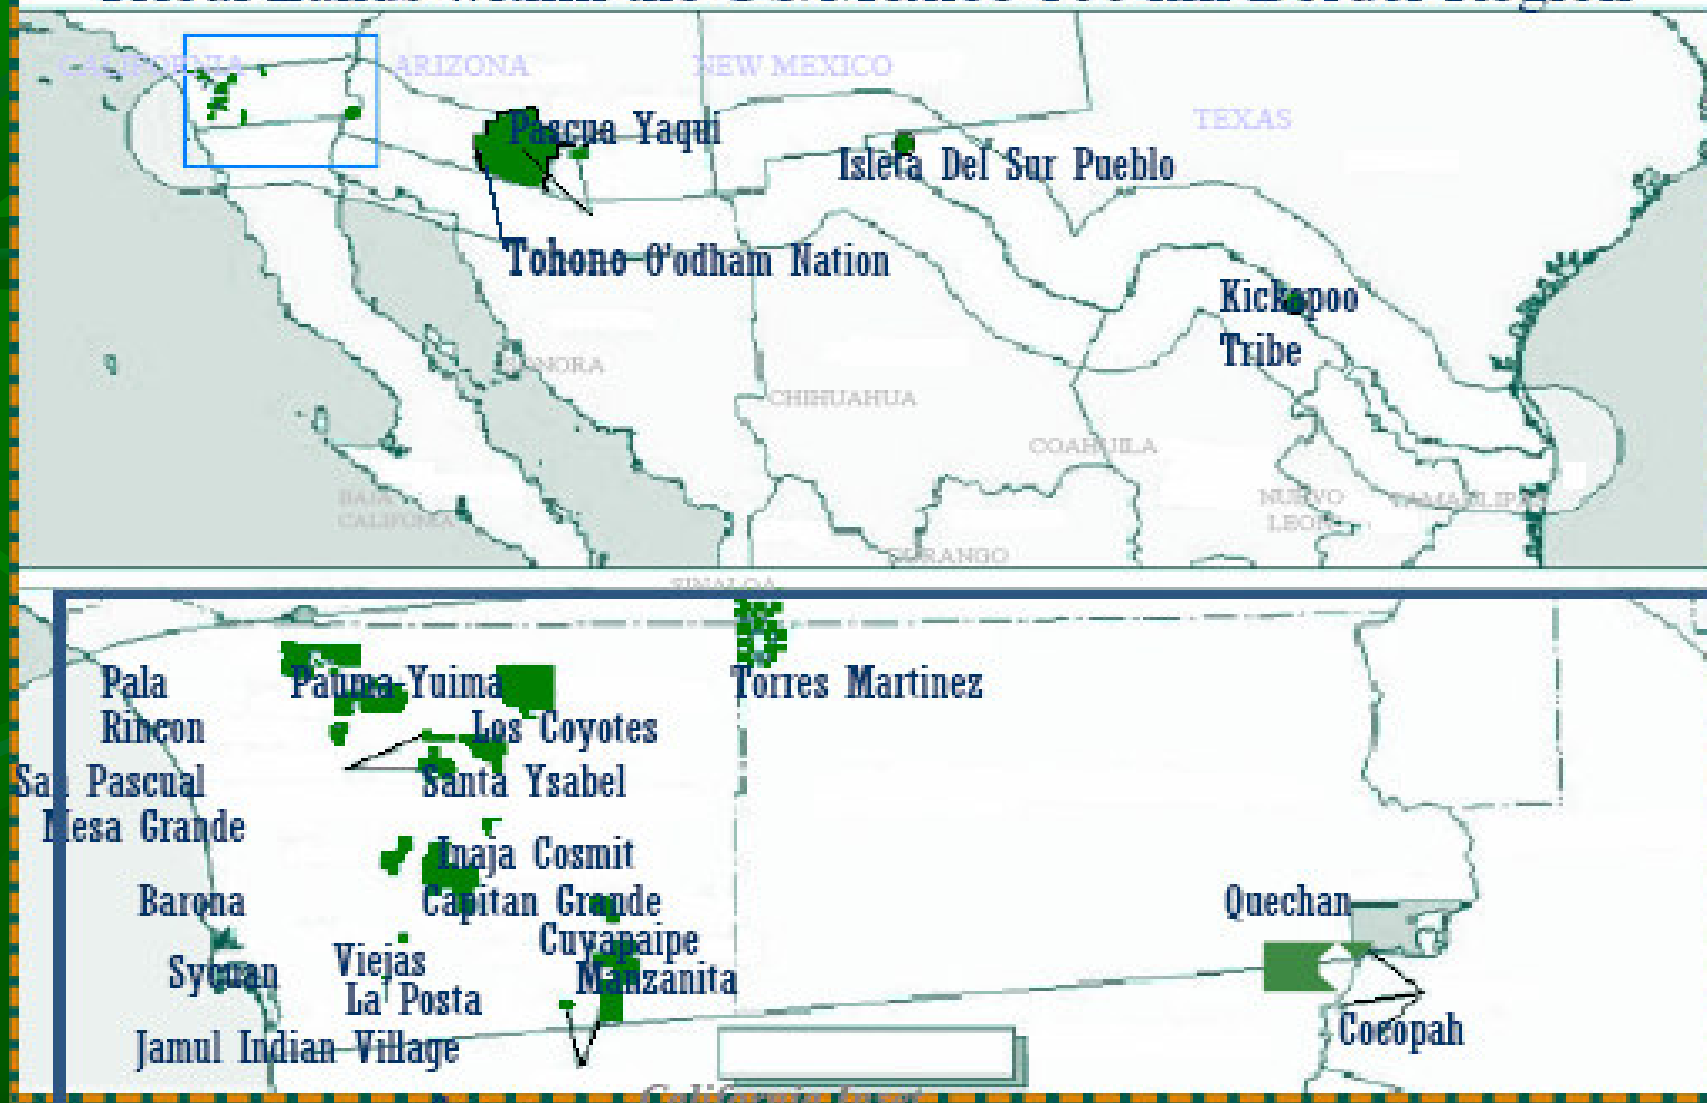 CALIFORNIA ARIZONA NEW MEXICO
TEXAS
Pascua Yaqui
Isleta Del Sur Pueblo
Tohono O'odham Nation
Kickapoo
Tribe
SONORA
CHIHUAHUA
COAHUILA
BAJA
CALIFONIA
NUEVO
LEON
TAMAULIPAS
DURANGO
SINALOA
Pala Pauma-Yuima Torres Martinez
Rincon Los Coyotes
San Pascual Santa Ysabel
Mesa Grande
Inaja Cosmit
Barona Capitan Grande Quechan
Cuyapaipe
Viejas
Sycuan Manzanita
La Posta
Cocopah
Jamul Indian Village